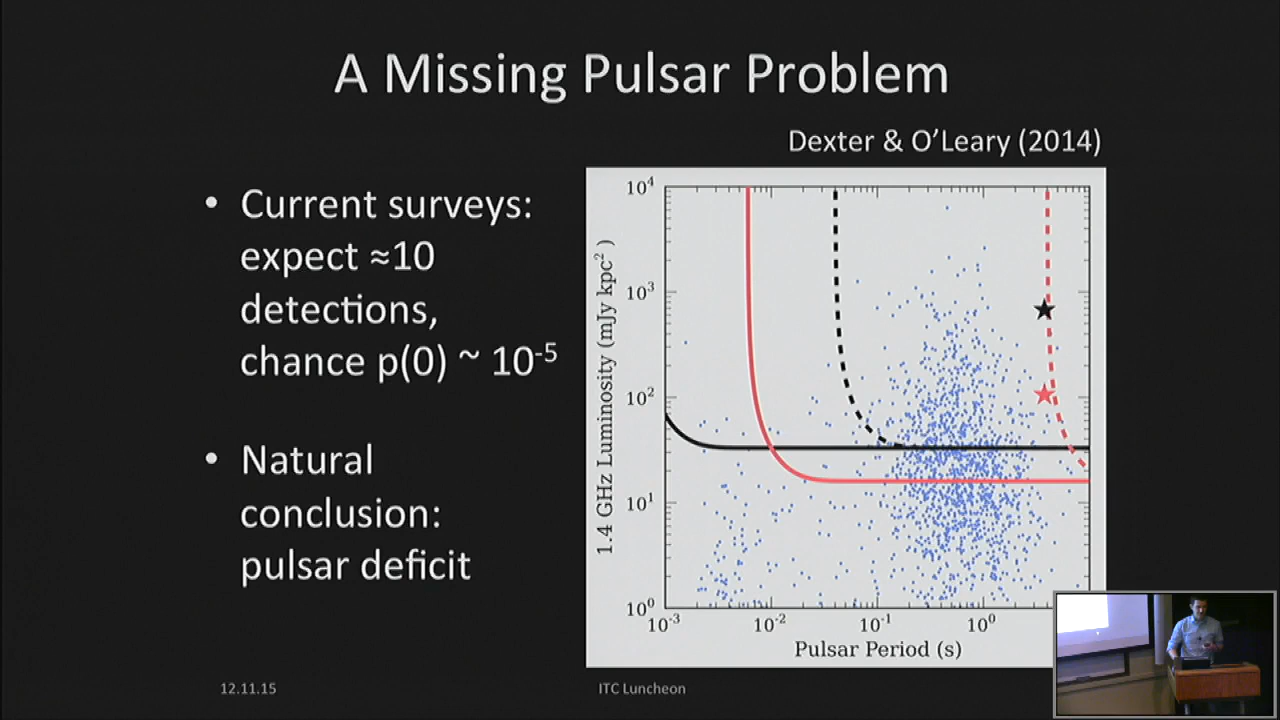 A Missing Pulsar Problem
Dexter & O'Leary (2014)
• Current surveys:
expect ≈10
detections,
chance p(0) ~ 10⁻⁵
• Natural
conclusion:
pulsar deficit
10⁴
10³
10²
10¹
10⁰
1.4 GHz Luminosity (mJy kpc²)
10⁻³ 10⁻² 10⁻¹ 10⁰
Pulsar Period (s)
12.11.15
ITC Luncheon